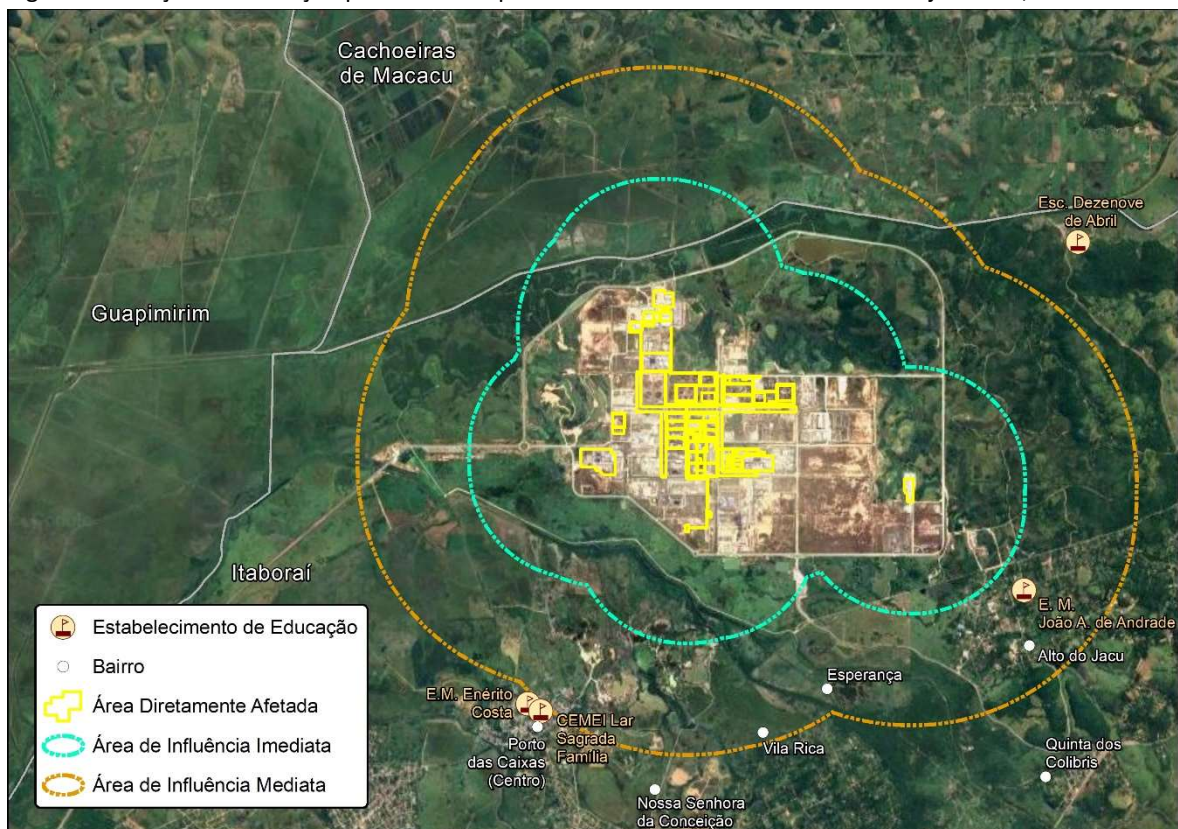 Cachoeiras
de Macacu
Esc. Dezenove
de Abril
Guapimirim
Itaboraí
E. M.
João A. de Andrade
Alto do Jacu
Esperança
E.M. Enérito
Costa
CEMEI Lar
Sagrada
Família
Porto
das Caixas
(Centro)
Vila Rica
Quinta dos
Colibris
Nossa Senhora
da Conceição
Estabelecimento de Educação
Bairro
Área Diretamente Afetada
Área de Influência Imediata
Área de Influência Mediata